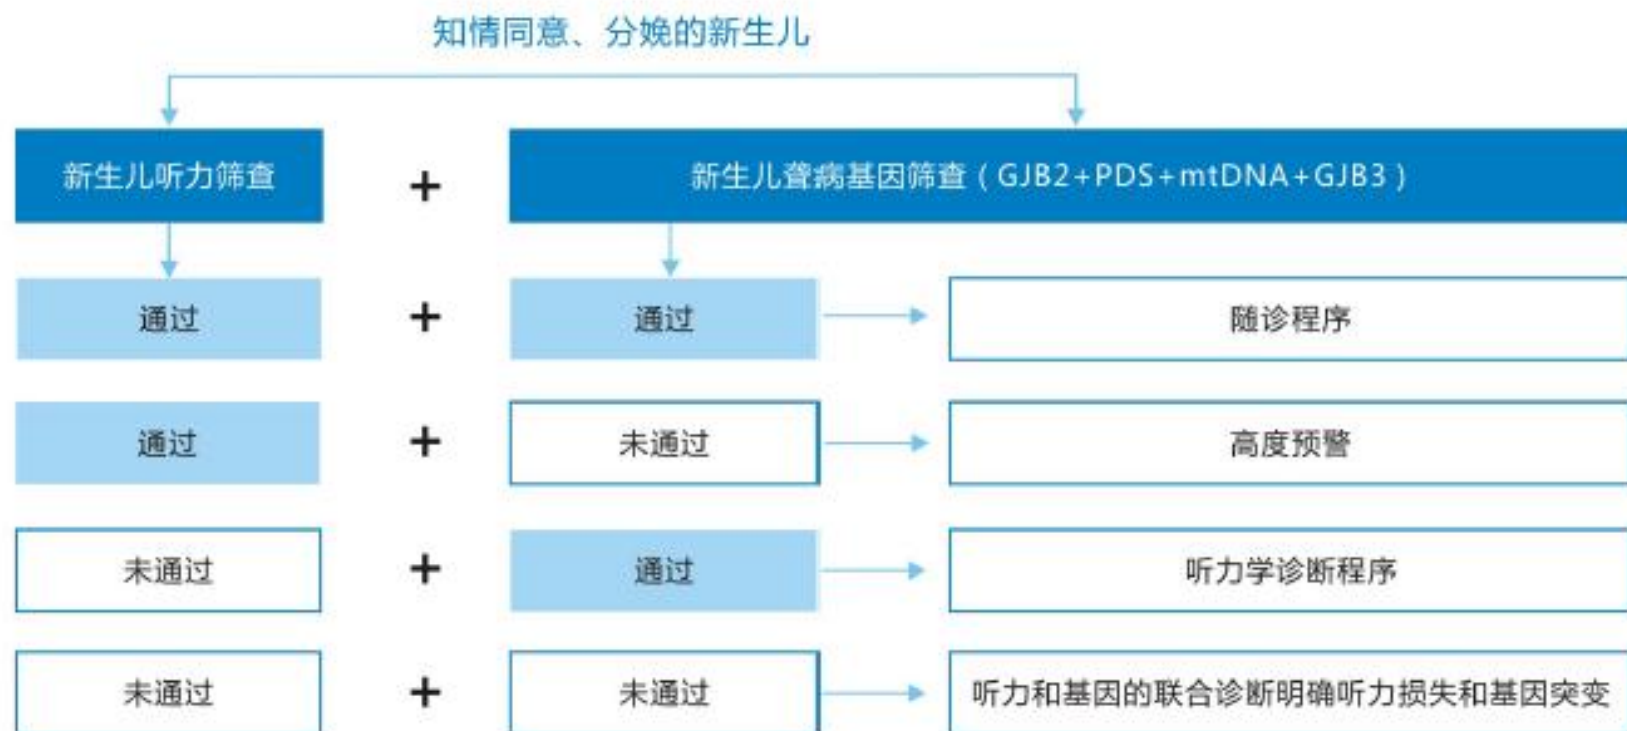 知情同意、分娩的新生儿
新生儿听力筛查 + 新生儿聋病基因筛查（GJB2+PDS+mtDNA+GJB3）
通过 + 通过 随诊程序
通过 + 未通过 高度预警
未通过 + 通过 听力学诊断程序
未通过 + 未通过 听力和基因的联合诊断明确听力损失和基因突变